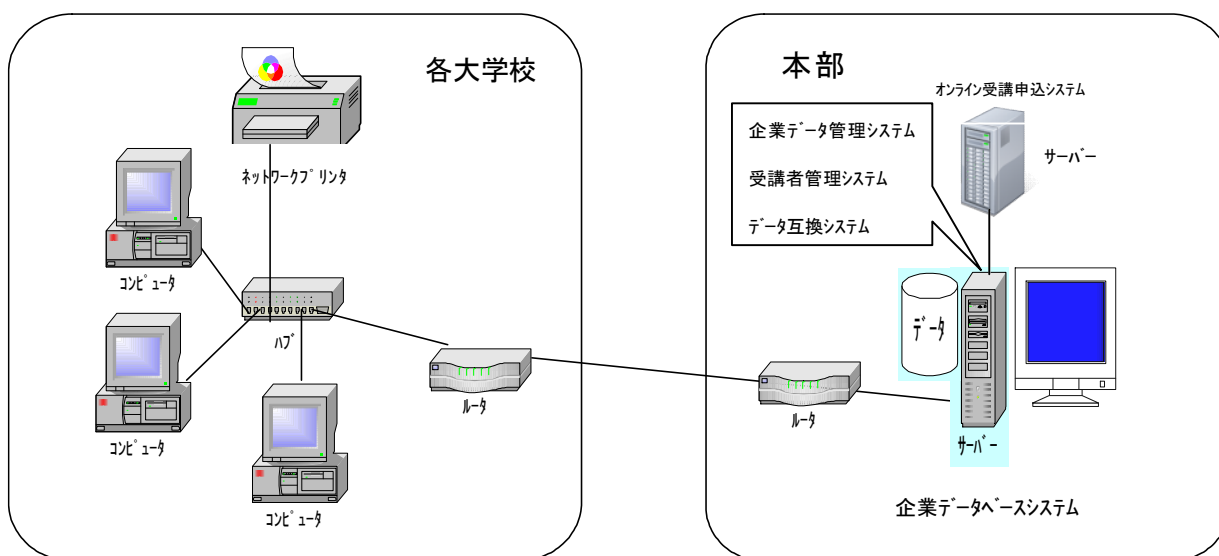 各大学校
ネットワークプリンタ
コンピュータ
ハブ
コンピュータ
ルータ
コンピュータ
本部
オンライン受講申込システム
企業データ管理システム
サーバー
受講者管理システム
データ互換システム
データ
ルータ
サーバー
企業データベースシステム